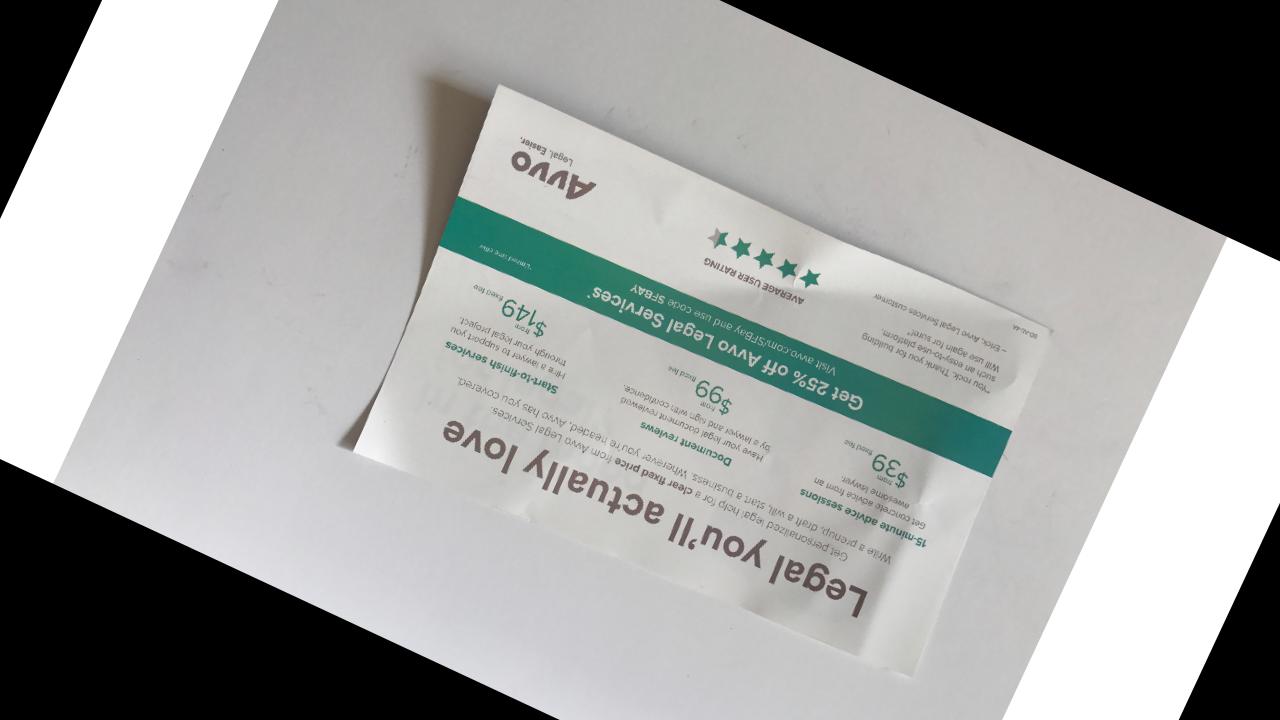 Legal you'll actually love
Get personalized legal help for a clear fixed price from Avvo Legal Services.
Write a prenup, draft a will, start a business. Wherever you're headed, Avvo has you covered.
15-minute advice sessions
Get concrete advice from an
awesome lawyer.
from
$39 fixed fee
Document reviews
Have your legal document reviewed
by a lawyer and sign with confidence.
from
$99 fixed fee
Start-to-finish services
Hire a lawyer to support you
through your legal project.
from
$149 fixed fee
Get 25% off Avvo Legal Services*
Visit avvo.com/SFBay and use code SFBAY
*Limited time offer
"You. rock. Thank you for building
such an easy-to-use platform.
Will use again for sure!"
– Erics, Avvo Legal Services customer
AVERAGE USER RATING
Avvo
Legal. Easier.